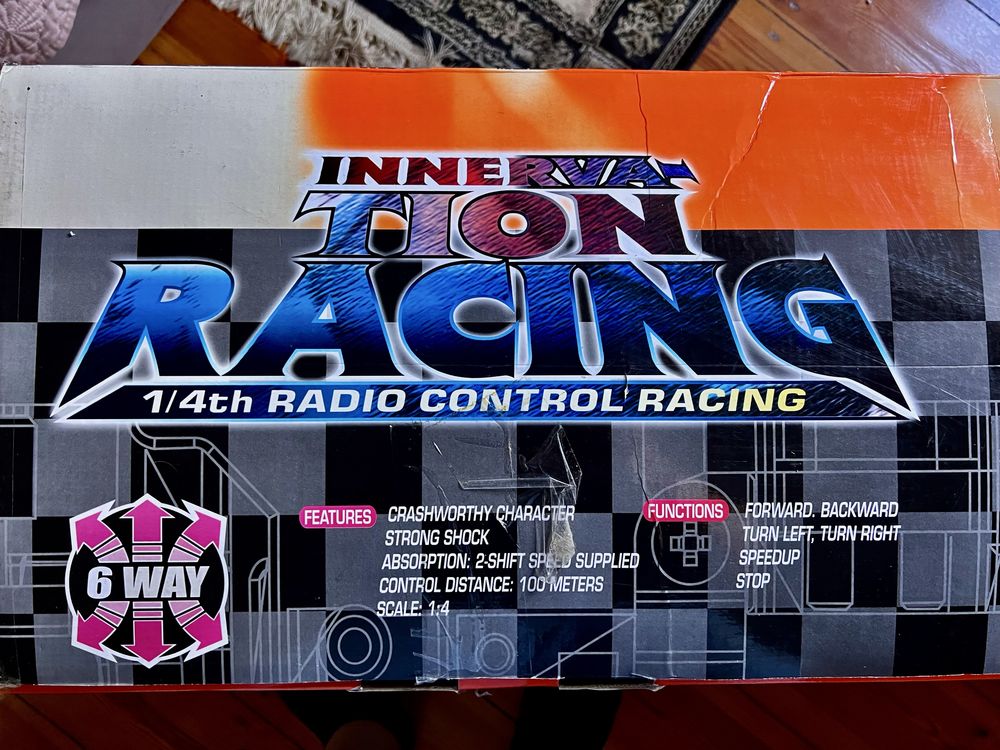 INNERVA-
TION
RACING
1/4th RADIO CONTROL RACING
6 WAY
FEATURES CRASHWORTHY CHARACTER
STRONG SHOCK
ABSORPTION: 2-SHIFT SPEED SUPPLIED
CONTROL DISTANCE: 100 METERS
SCALE: 1:4
FUNCTIONS FORWARD. BACKWARD
TURN LEFT, TURN RIGHT
SPEEDUP
STOP